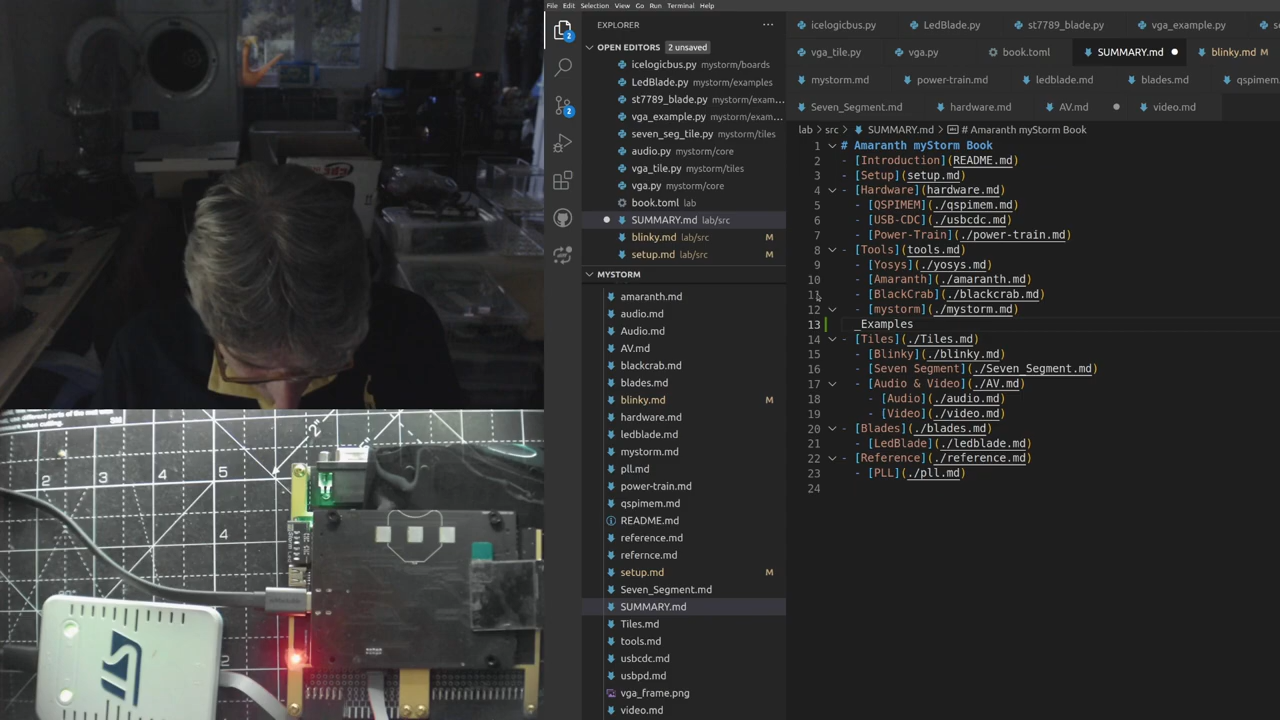 File Edit Selection View Go Run Terminal Help
EXPLORER
OPEN EDITORS 2 unsaved
icelogicbus.py mystorm/boards
LedBlade.py mystorm/examples
st7789_blade.py mystorm/exam...
vga_example.py mystorm/exam...
seven_seg_tile.py mystorm/tiles
audio.py mystorm/core
vga_tile.py mystorm/tiles
vga.py mystorm/core
book.toml lab
SUMMARY.md lab/src
blinky.md lab/src M
setup.md lab/src M
MYSTORM
amaranth.md
audio.md
Audio.md
AV.md
blackcrab.md
blades.md
blinky.md M
hardware.md
ledblade.md
mystorm.md
pll.md
power-train.md
qspimem.md
README.md
reference.md
refernce.md
setup.md M
Seven_Segment.md
SUMMARY.md
Tiles.md
tools.md
usbcdc.md
usbpd.md
vga_frame.png
video.md
2
2
icelogicbus.py LedBlade.py st7789_blade.py vga_example.py
vga_tile.py vga.py book.toml SUMMARY.md blinky.md M
mystorm.md power-train.md ledblade.md blades.md qspimem
Seven_Segment.md hardware.md AV.md video.md
lab > src > SUMMARY.md > # Amaranth myStorm Book
1 # Amaranth myStorm Book
2 - [Introduction](README.md)
3 - [Setup](setup.md)
4 - [Hardware](hardware.md)
5 - [QSPIMEM](./qspimem.md)
6 - [USB-CDC](./usbcdc.md)
7 - [Power-Train](./power-train.md)
8 - [Tools](tools.md)
9 - [Yosys](./yosys.md)
10 - [Amaranth](./amaranth.md)
11 - [BlackCrab](./blackcrab.md)
12 - [mystorm](./mystorm.md)
13 _Examples
14 - [Tiles](./Tiles.md)
15 - [Blinky](./blinky.md)
16 - [Seven Segment](./Seven_Segment.md)
17 - [Audio & Video](./AV.md)
18 - [Audio](./audio.md)
19 - [Video](./video.md)
20 - [Blades](./blades.md)
21 - [LedBlade](./ledblade.md)
22 - [Reference](./reference.md)
23 - [PLL](./pll.md)
24
2 3 4 5
2"
4
2